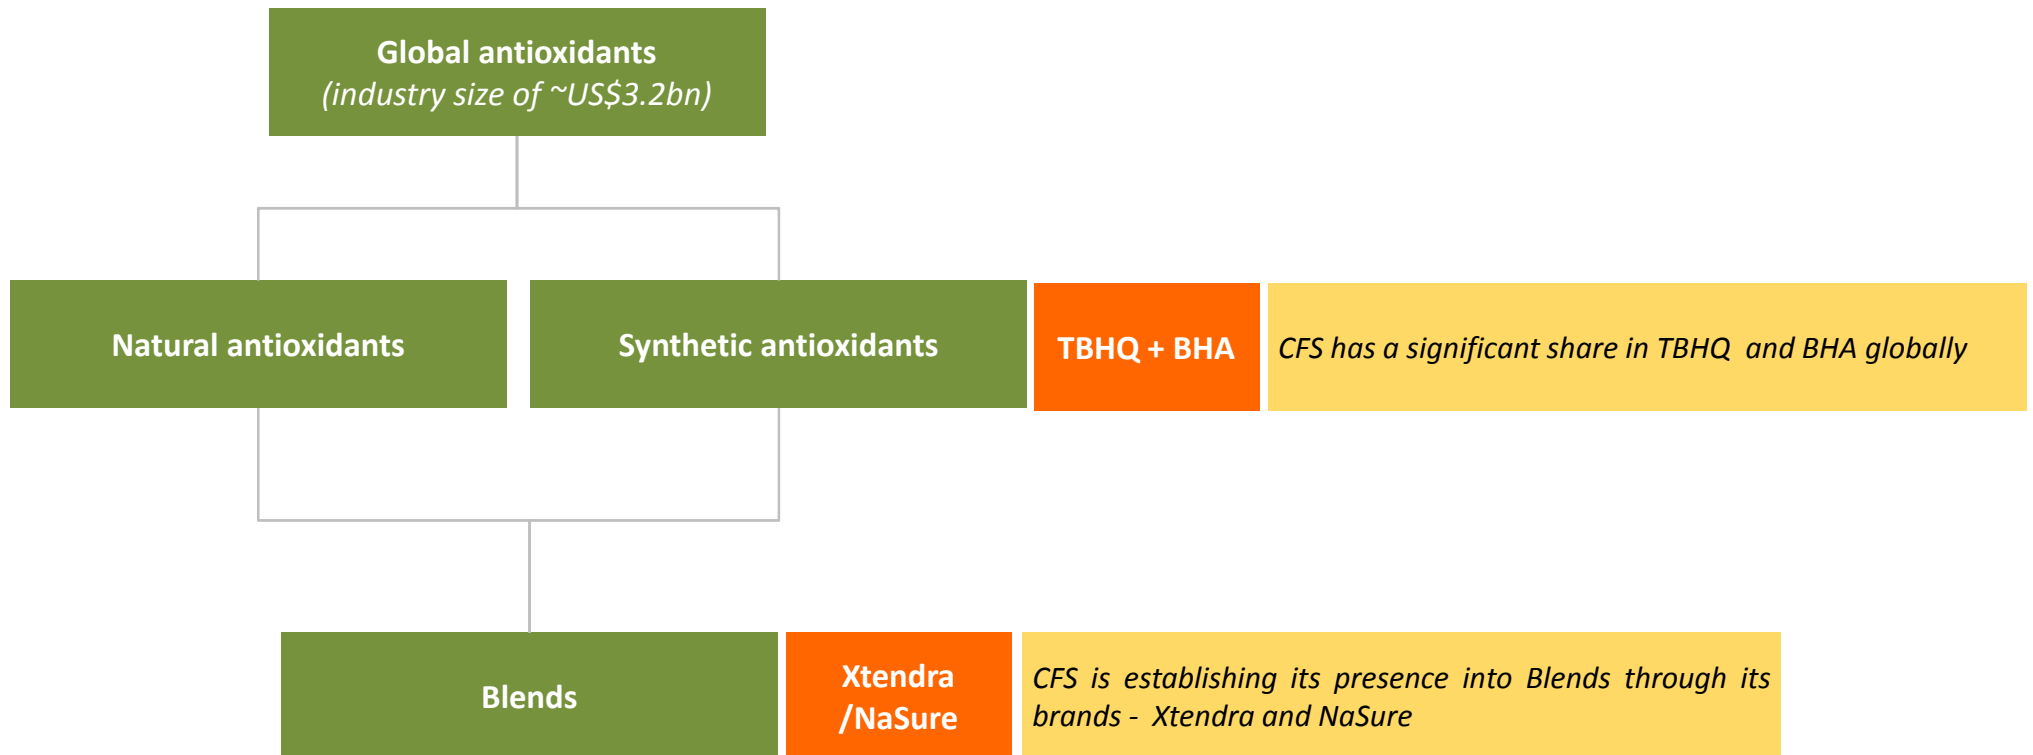 Global antioxidants
(industry size of ~US$3.2bn)
Natural antioxidants
Synthetic antioxidants
TBHQ + BHA
CFS has a significant share in TBHQ and BHA globally
Blends
Xtendra
/NaSure
CFS is establishing its presence into Blends through its
brands - Xtendra and NaSure